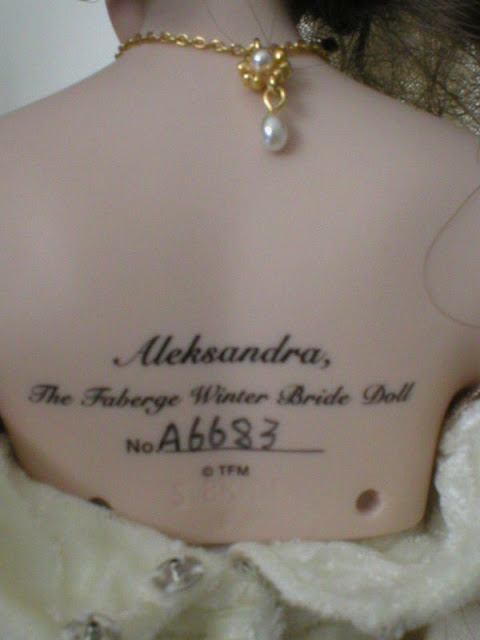 Aleksandra,
The Faberge Winter Bride Doll
No. A6683
© TFM